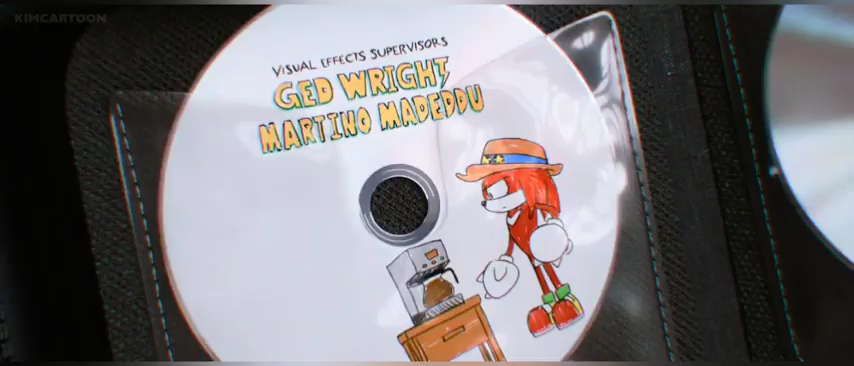 KIMCARTOON
VISUAL EFFECTS SUPERVISORS
GED WRIGHT
MARTINO MADEDDU